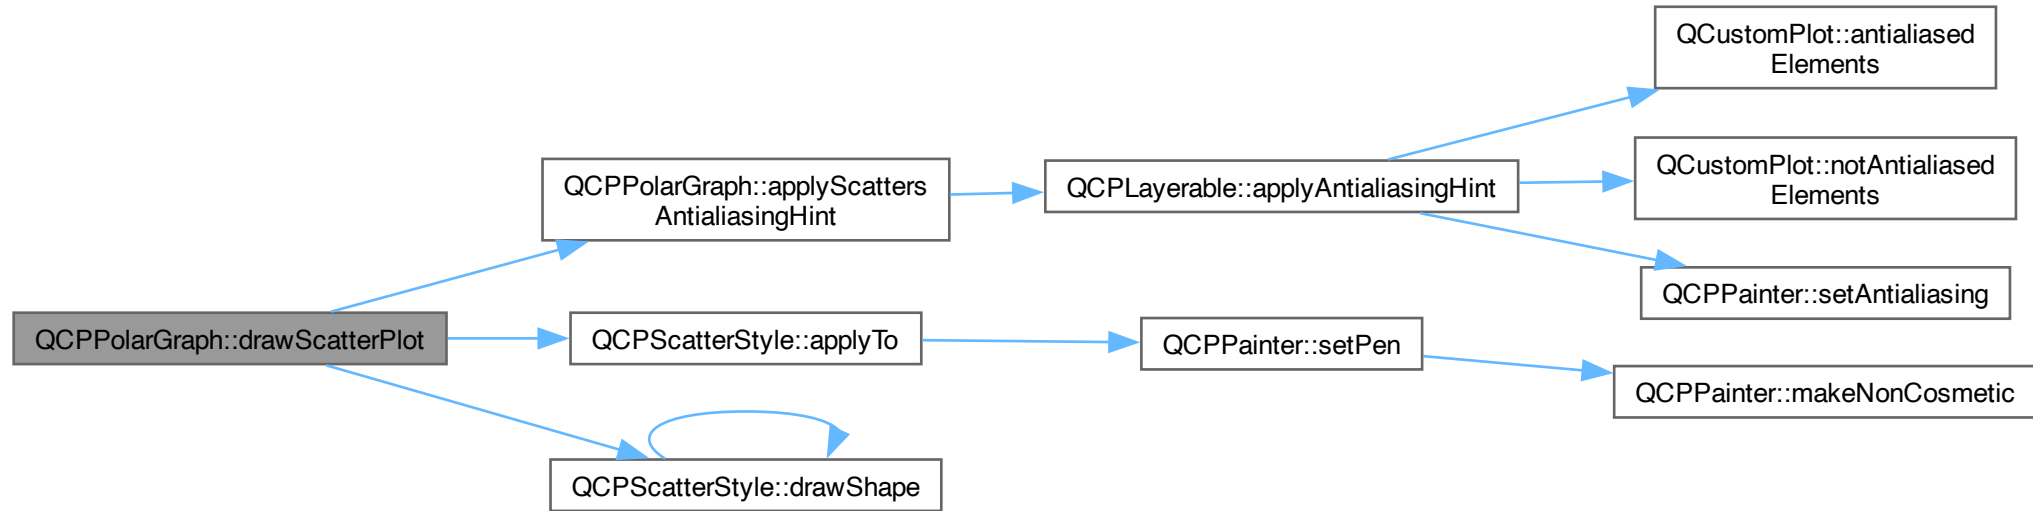 QCustomPlot::antialiased
Elements
QCPPolarGraph::applyScatters
AntialiasingHint
QCPLayerable::applyAntialiasingHint
QCustomPlot::notAntialiased
Elements
QCPPainter::setAntialiasing
QCPPolarGraph::drawScatterPlot
QCPScatterStyle::applyTo
QCPPainter::setPen
QCPPainter::makeNonCosmetic
QCPScatterStyle::drawShape